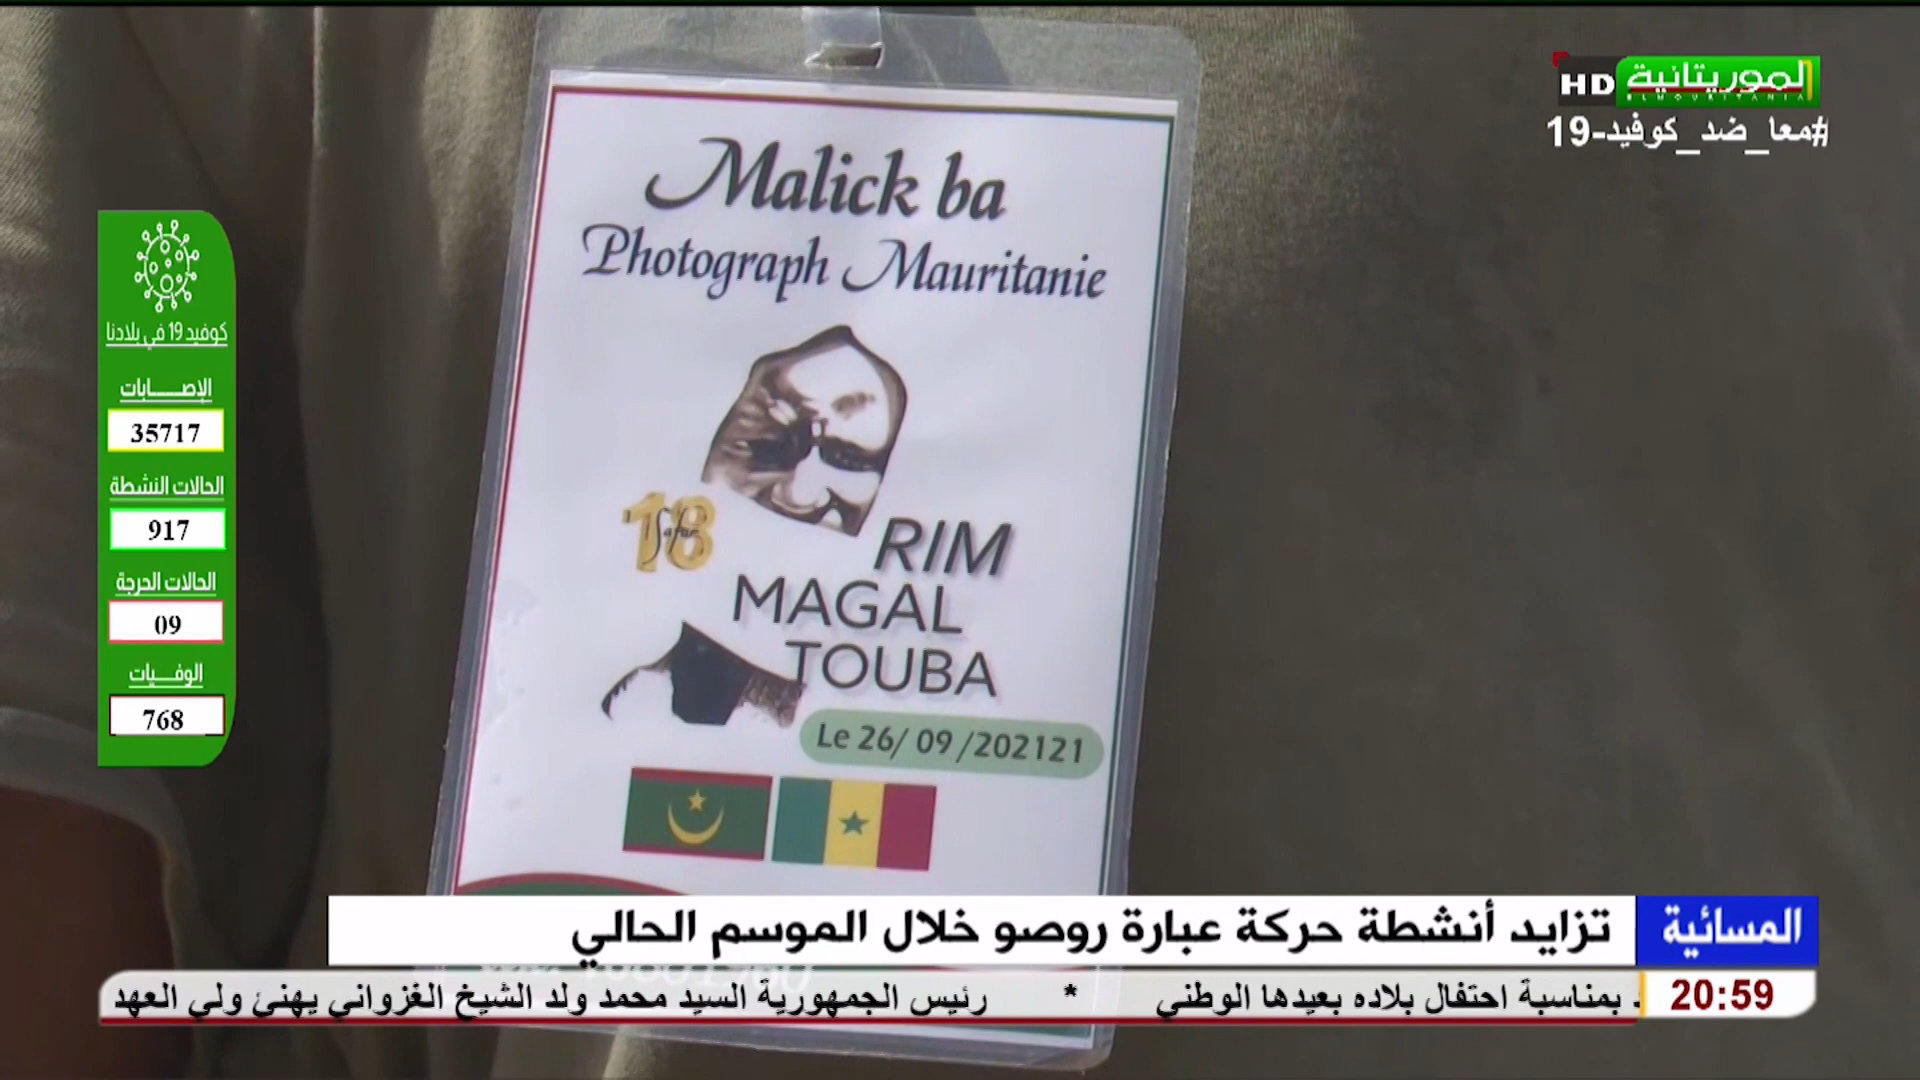 HD الموريتانية
ELMOURITANIA
#معا_ضد_كوفيد-19
كوفيد 19 في بلادنا
الإصابات
35717
الحالات النشطة
917
الحالات الحرجة
09
الوفيات
768
Malick ba
Photograph Mauritanie
18
Safar
RIM
MAGAL
TOUBA
Le 26/ 09 /202121
المسائية
تزايد أنشطة حركة عبارة روصو خلال الموسم الحالي
20:59
بمناسبة احتفال بلاده بعيدها الوطني * رئيس الجمهورية السيد محمد ولد الشيخ الغزواني يهنئ ولي العهد